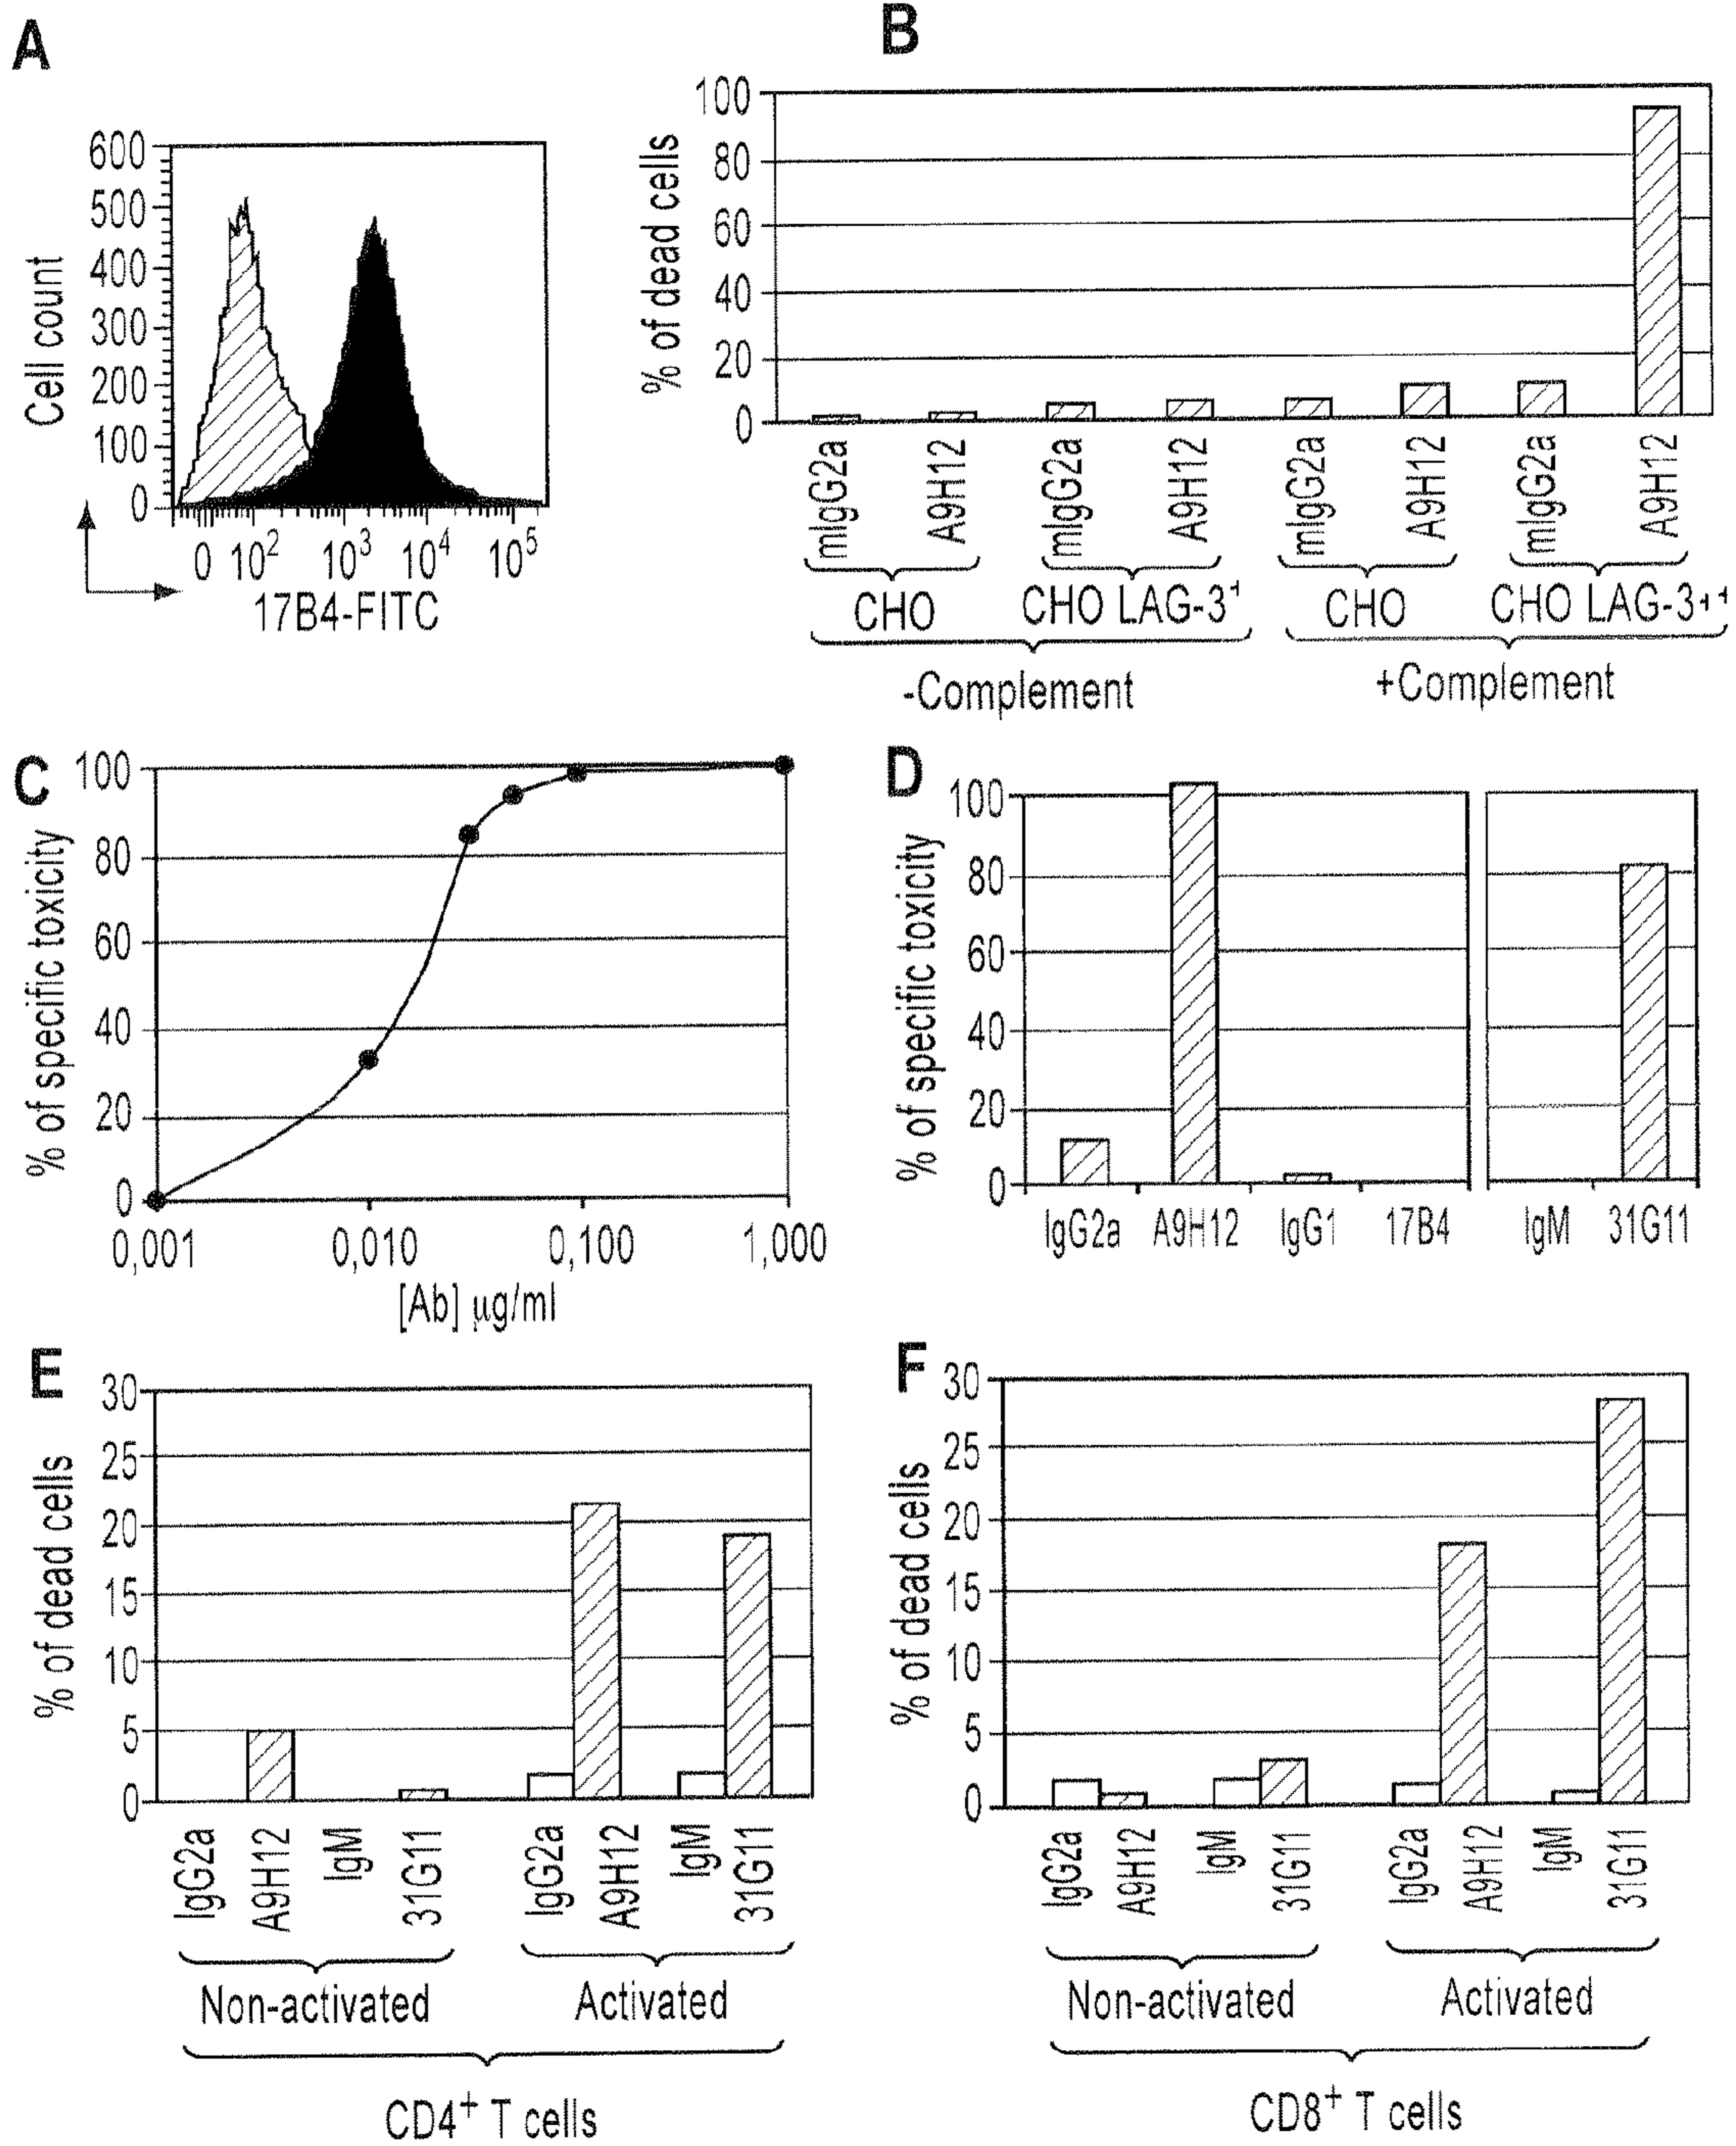 A
Cell count
600
500
400
300
200
100
0
0 10² 10³ 10⁴ 10⁵
17B4-FITC
B
% of dead cells
100
80
60
40
20
0
mIgG2a A9H12 mIgG2a A9H12 mIgG2a A9H12 mIgG2a A9H12
CHO CHO LAG-3⁺ CHO CHO LAG-3⁺⁺
-Complement +Complement
C
% of specific toxicity
100
80
60
40
20
0
0,001 0,010 0,100 1,000
[Ab] µg/ml
D
% of specific toxicity
100
80
60
40
20
0
IgG2a A9H12 IgG1 17B4 IgM 31G11
E
% of dead cells
30
25
20
15
10
5
0
IgG2a A9H12 IgM 31G11 IgG2a A9H12 IgM 31G11
Non-activated Activated
CD4⁺ T cells
F
% of dead cells
30
25
20
15
10
5
0
IgG2a A9H12 IgM 31G11 IgG2a A9H12 IgM 31G11
Non-activated Activated
CD8⁺ T cells